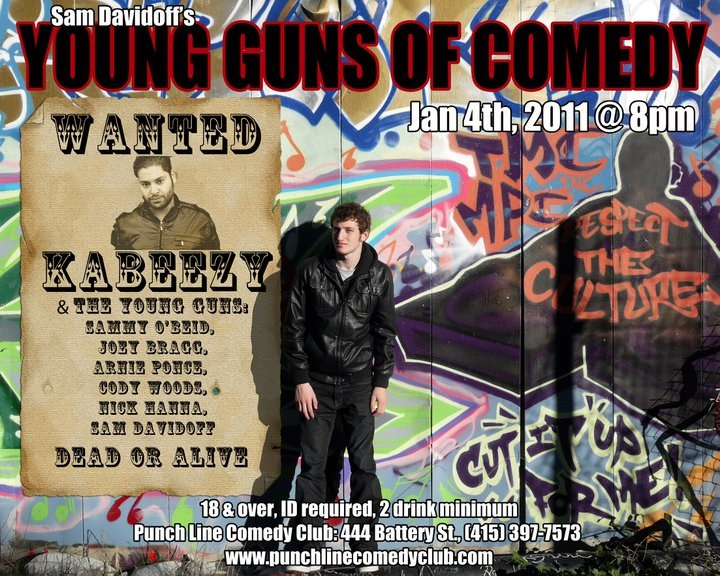 Sam Davidoff's
YOUNG GUNS OF COMEDY
Jan 4th, 2011 @ 8pm
WANTED
KABEEZY
& THE YOUNG GUNS:
SAMMY O'BEID,
JOEY BRAGG,
ARNIE PONCE,
CODY WOODS,
NICK HANNA,
SAM DAVIDOFF
DEAD OR ALIVE
RESPECT
THE
CULTURE
CUT IT UP
FOR ME!
18 & over, ID required, 2 drink minimum
Punch Line Comedy Club: 444 Battery St., (415) 397-7573
www.punchlinecomedyclub.com